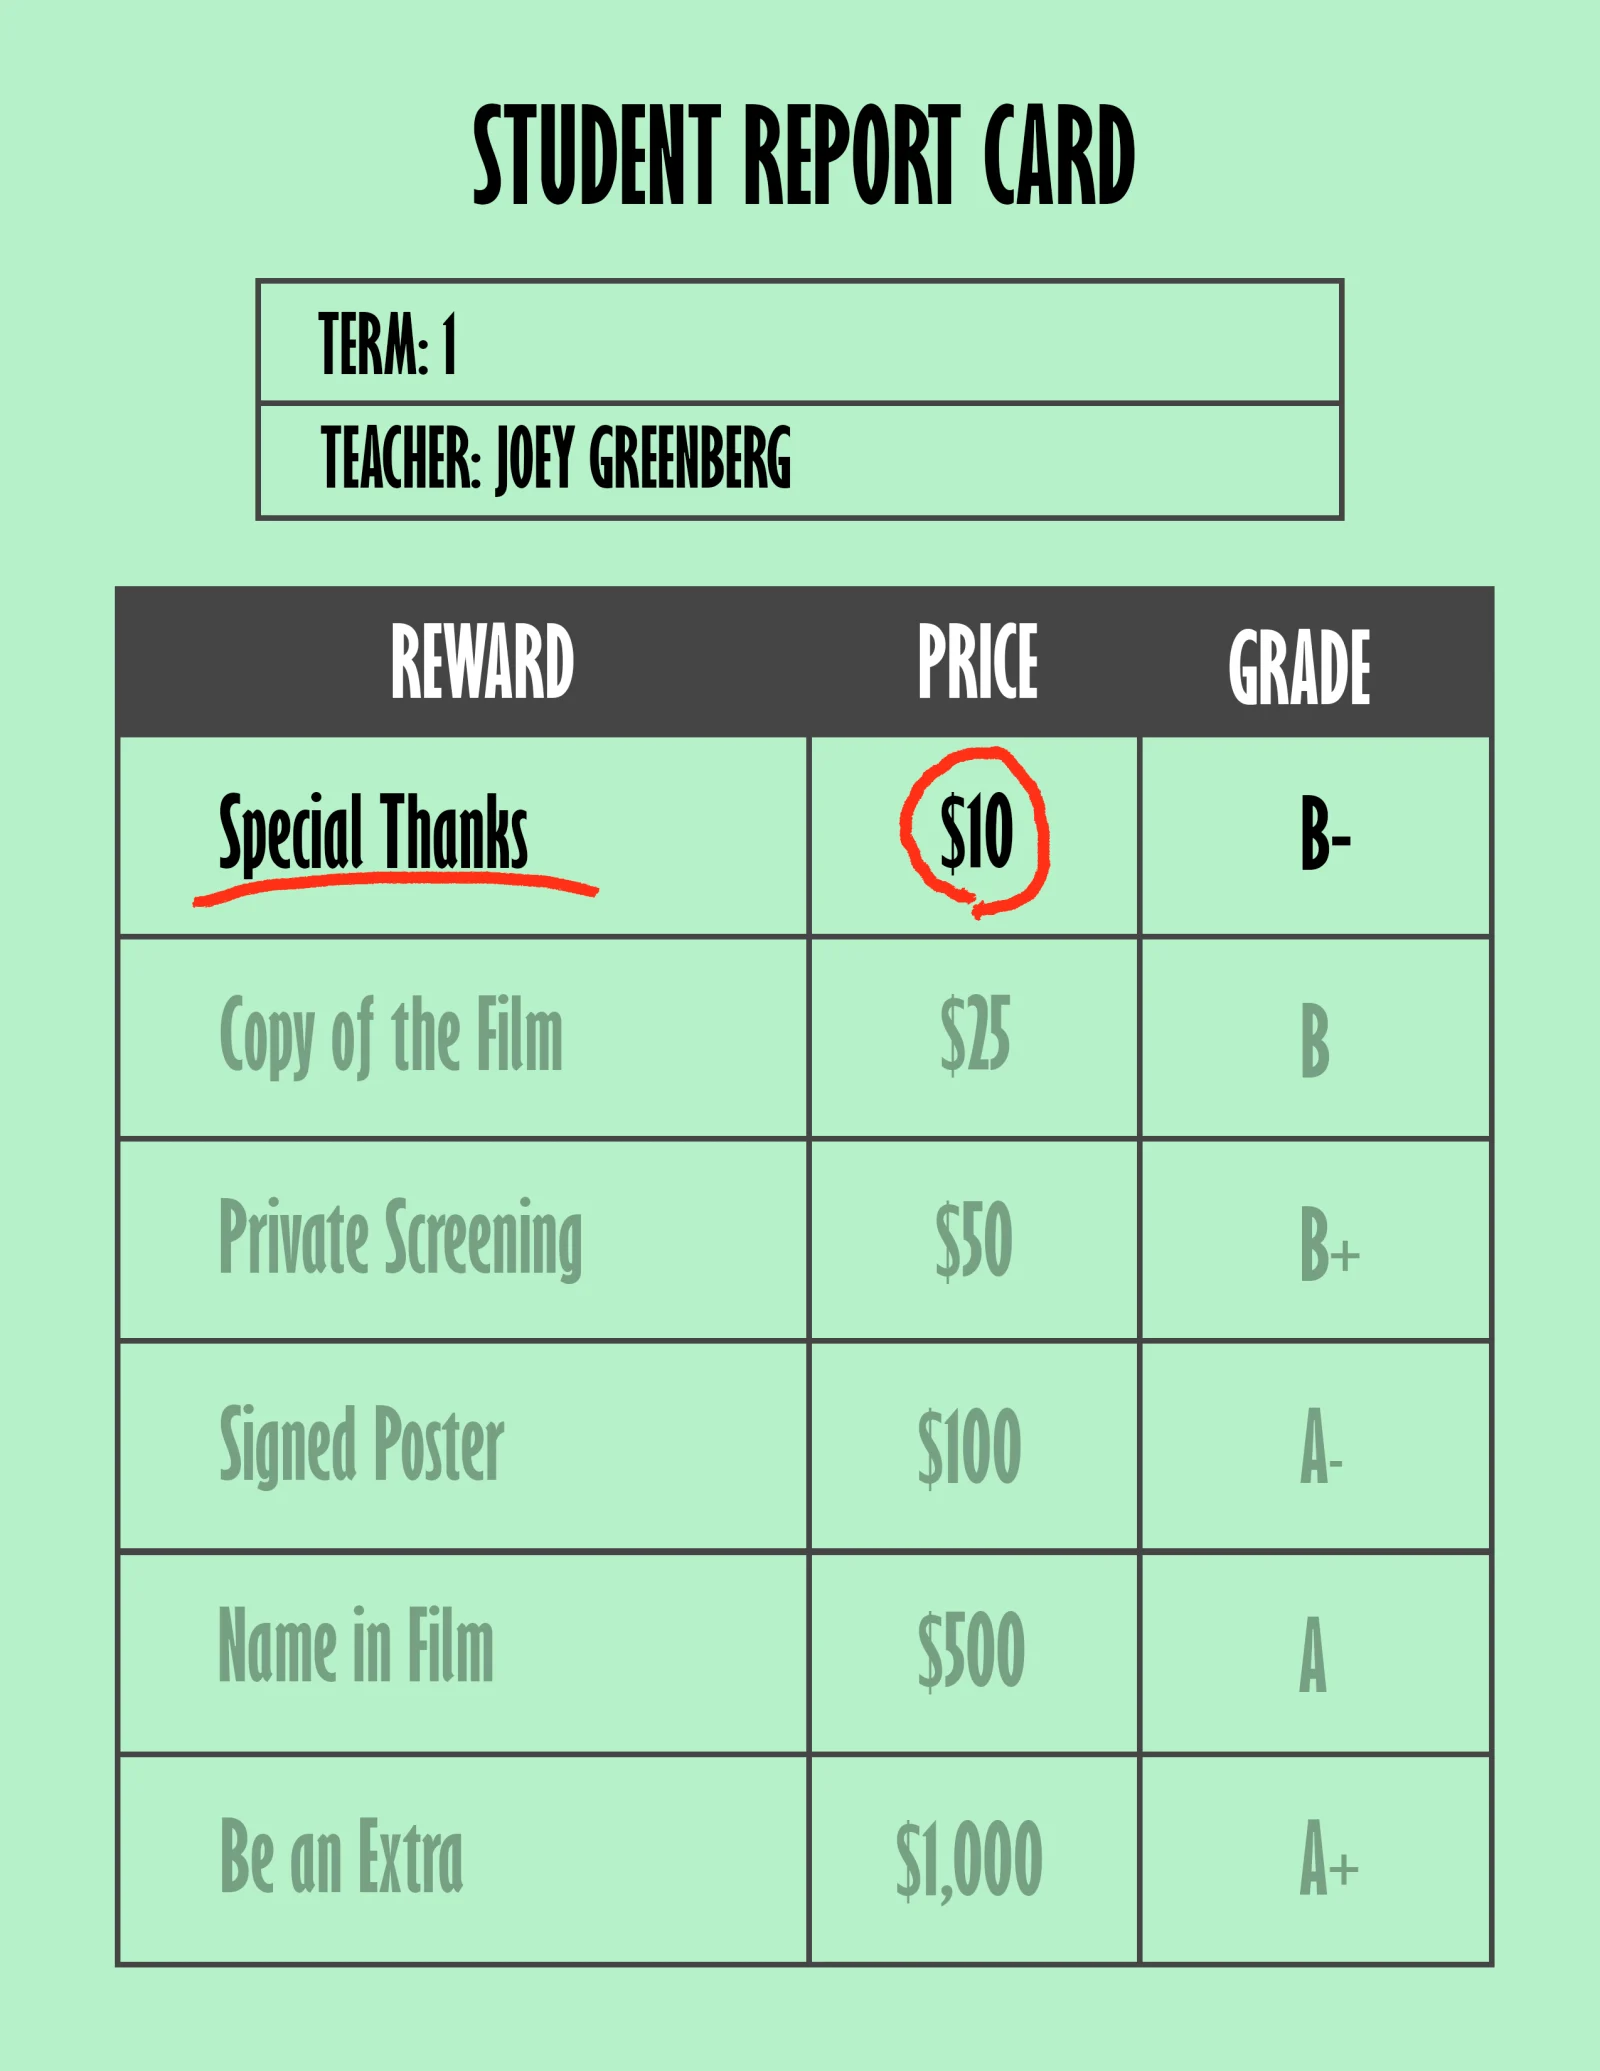 STUDENT REPORT CARD
TERM: 1
TEACHER: JOEY GREENBERG
REWARD PRICE GRADE
Special Thanks $10 B-
Copy of the Film $25 B
Private Screening $50 B+
Signed Poster $100 A-
Name in Film $500 A
Be an Extra $1,000 A+